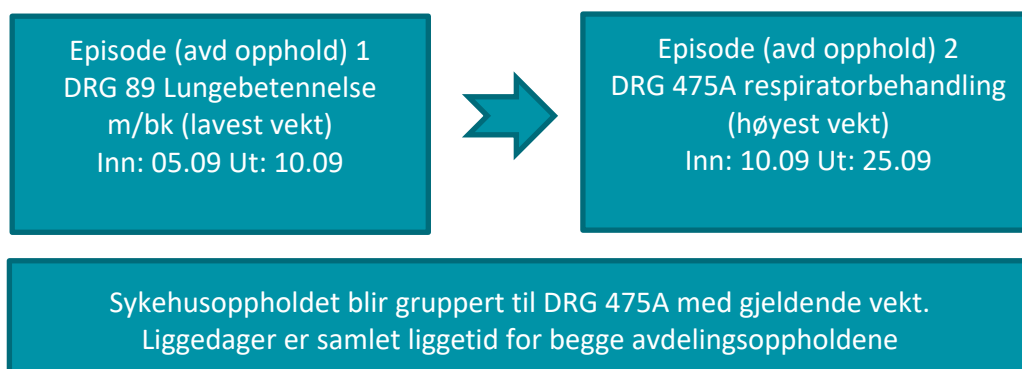 Episode (avd opphold) 1
DRG 89 Lungebetennelse
m/bk (lavest vekt)
Inn: 05.09 Ut: 10.09
Episode (avd opphold) 2
DRG 475A respiratorbehandling
(høyest vekt)
Inn: 10.09 Ut: 25.09
Sykehusoppholdet blir gruppert til DRG 475A med gjeldende vekt.
Liggedager er samlet liggetid for begge avdelingsoppholdene